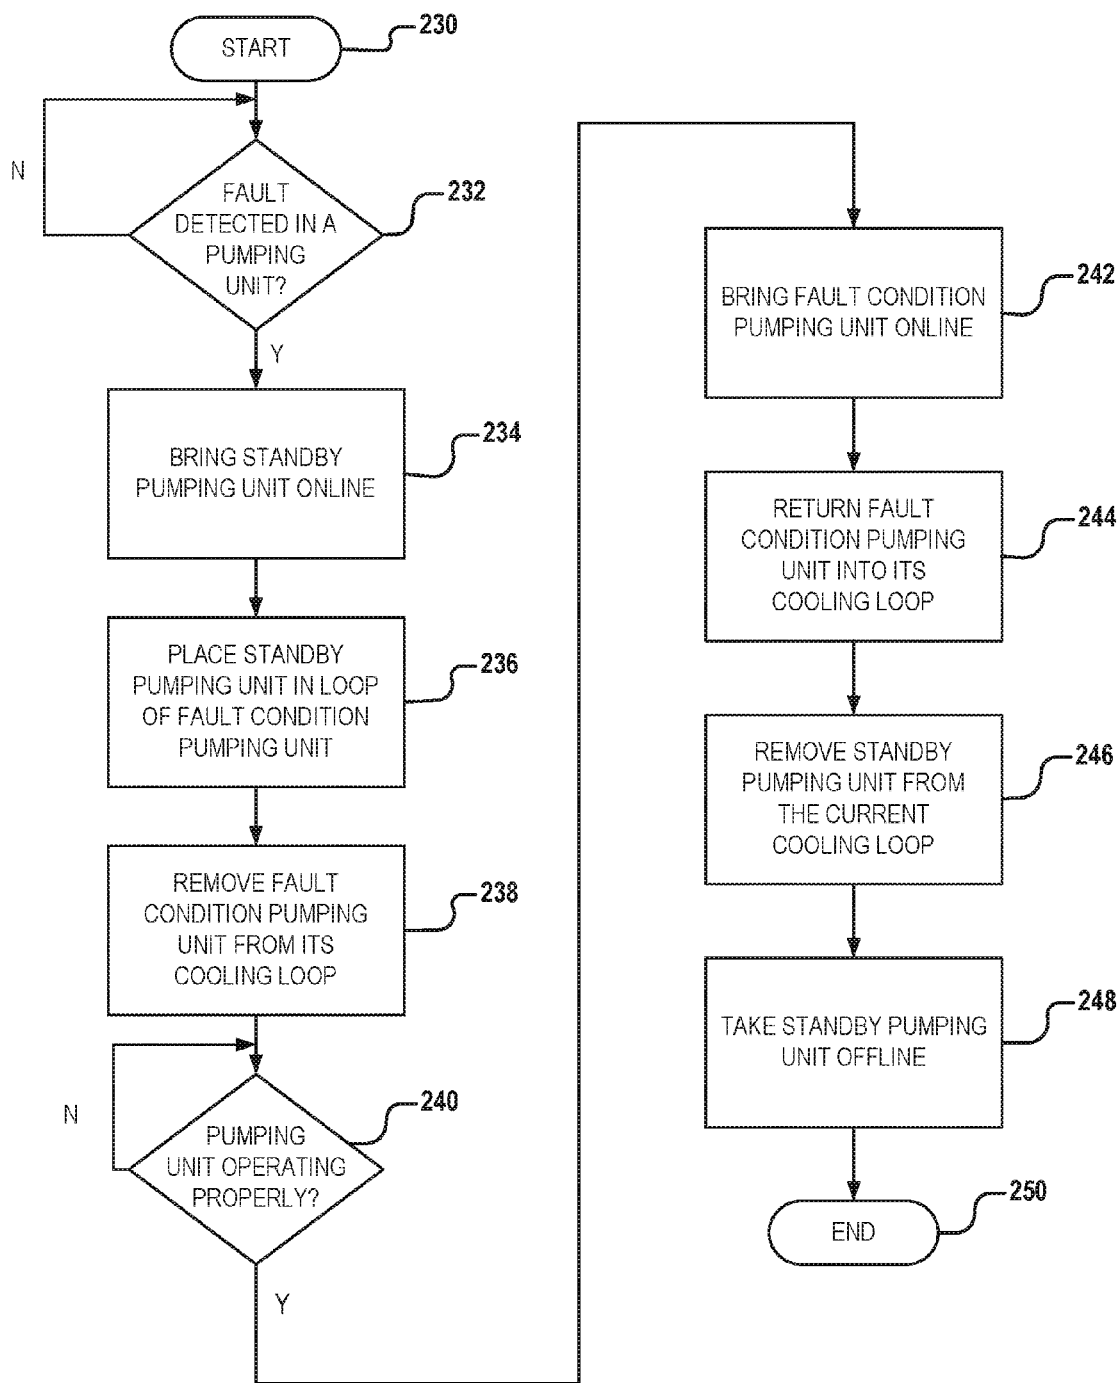 START
230
N
FAULT
DETECTED IN A
PUMPING
UNIT?
232
Y
BRING STANDBY
PUMPING UNIT ONLINE
234
PLACE STANDBY
PUMPING UNIT IN LOOP
OF FAULT CONDITION
PUMPING UNIT
236
REMOVE FAULT
CONDITION PUMPING
UNIT FROM ITS
COOLING LOOP
238
N
PUMPING
UNIT OPERATING
PROPERLY?
240
Y
BRING FAULT CONDITION
PUMPING UNIT ONLINE
242
RETURN FAULT
CONDITION PUMPING
UNIT INTO ITS
COOLING LOOP
244
REMOVE STANDBY
PUMPING UNIT FROM
THE CURRENT
COOLING LOOP
246
TAKE STANDBY PUMPING
UNIT OFFLINE
248
END
250